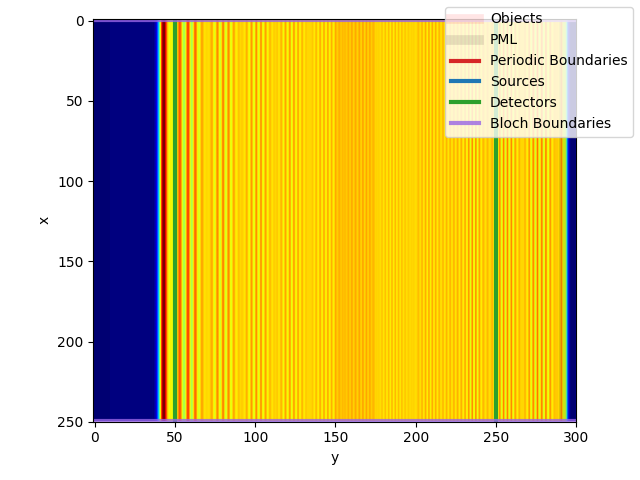 Objects
PML
Periodic Boundaries
Sources
Detectors
Bloch Boundaries
0
50
100
150
200
250
x
0 50 100 150 200 250 300
y